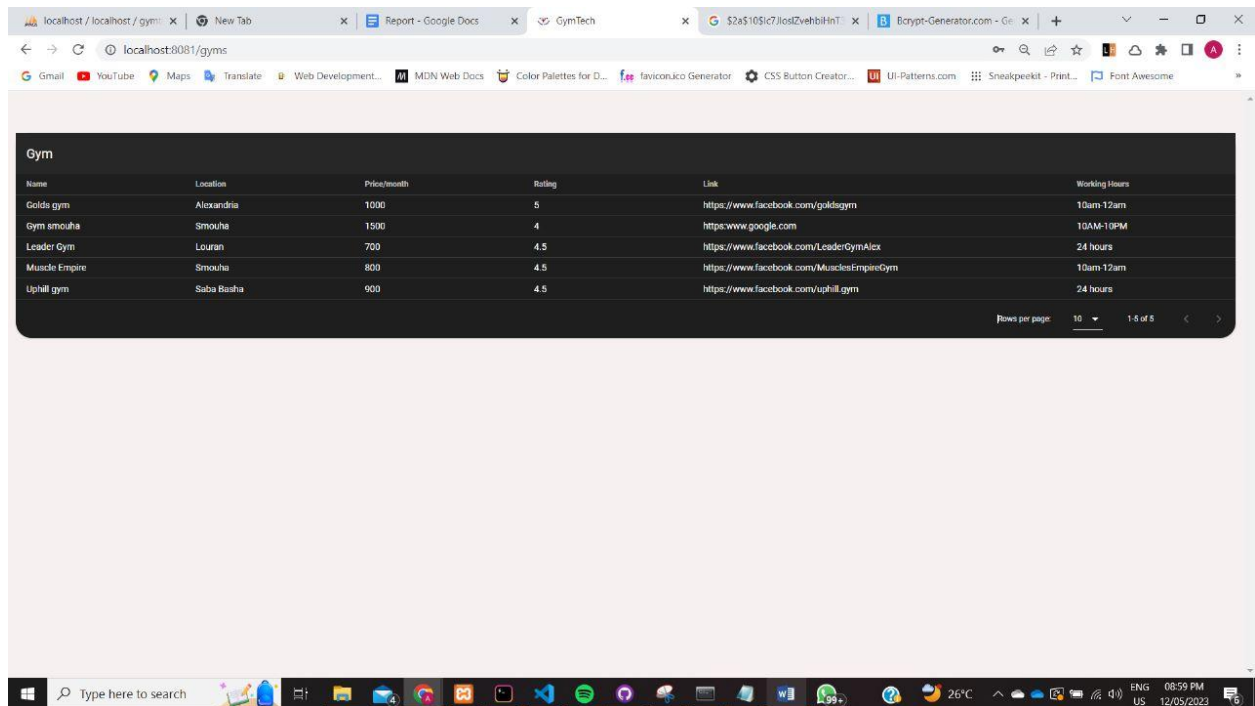 localhost / localhost / gym
New Tab
Report - Google Docs
GymTech
Bcrypt-Generator.com - Ge
localhost:8081/gyms
Gmail YouTube Maps Translate Web Development... MDN Web Docs Color Palettes for D... favicon.ico Generator CSS Button Creator... UI-Patterns.com Sneakpeekit - Print... Font Awesome
Gym
Name Location Price/month Rating Link Working Hours
Golds gym Alexandria 1000 5 https://www.facebook.com/goldsgym 10am-12am
Gym smouha Smouha 1500 4 https:www.google.com 10AM-10PM
Leader Gym Louran 700 4.5 https://www.facebook.com/LeaderGymAlex 24 hours
Muscle Empire Smouha 800 4.5 https://www.facebook.com/MusclesEmpireGym 10am-12am
Uphill gym Saba Basha 900 4.5 https://www.facebook.com/uphill.gym 24 hours
Rows per page: 10 1-5 of 5
Type here to search 4 99+ 26°C ENG 08:59 PM
US 12/05/2023 6